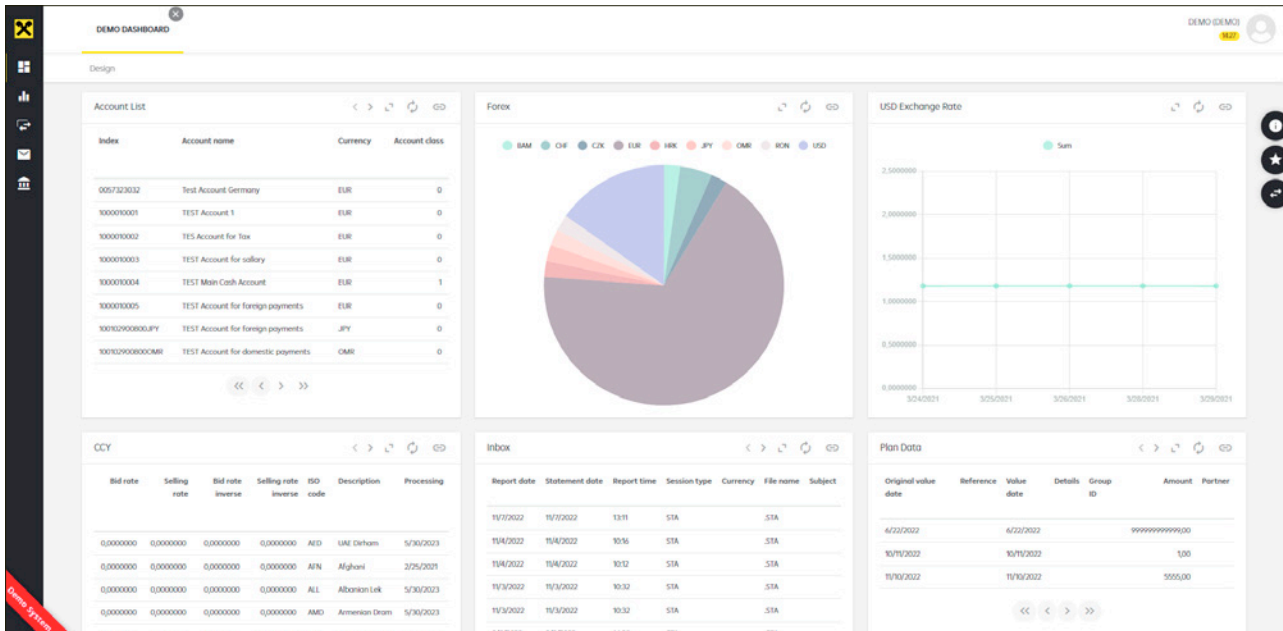 DEMO DASHBOARD
DEMO (DEMO)
14:27
Design
Account List
Index Account name Currency Account class
0057323032 Test Account Germany EUR 0
1000010001 TEST Account 1 EUR 0
1000010002 TES Account for Tax EUR 0
1000010003 TEST Account for sallary EUR 0
1000010004 TEST Main Cash Account EUR 1
1000010005 TEST Account for foreign payments EUR 0
100102900800JPY TEST Account for foreign payments JPY 0
100102900800OMR TEST Account for domestic payments OMR 0
Forex
BAM CHF CZK EUR HRK JPY OMR RON USD
USD Exchange Rate
Sum
2,5000000
2,0000000
1,5000000
1,0000000
0,5000000
0,0000000
3/24/2021 3/25/2021 3/26/2021 3/28/2021 3/29/2021
CCY
Bid rate Selling rate Bid rate inverse Selling rate inverse ISO code Description Processing
0,0000000 0,0000000 0,0000000 0,0000000 AED UAE Dirham 5/30/2023
0,0000000 0,0000000 0,0000000 0,0000000 AFN Afghani 2/25/2021
0,0000000 0,0000000 0,0000000 0,0000000 ALL Albanian Lek 5/30/2023
0,0000000 0,0000000 0,0000000 0,0000000 AMD Armenian Dram 5/30/2023
Inbox
Report date Statement date Report time Session type Currency File name Subject
11/7/2022 11/7/2022 13:11 STA .STA
11/4/2022 11/4/2022 10:16 STA .STA
11/4/2022 11/4/2022 10:12 STA .STA
11/3/2022 11/3/2022 10:32 STA .STA
11/3/2022 11/3/2022 10:32 STA .STA
Plan Data
Original value date Reference Value date Details Group ID Amount Partner
6/22/2022 6/22/2022
10/11/2022 10/11/2022 1,00
11/10/2022 11/10/2022 5555,00
Demo System